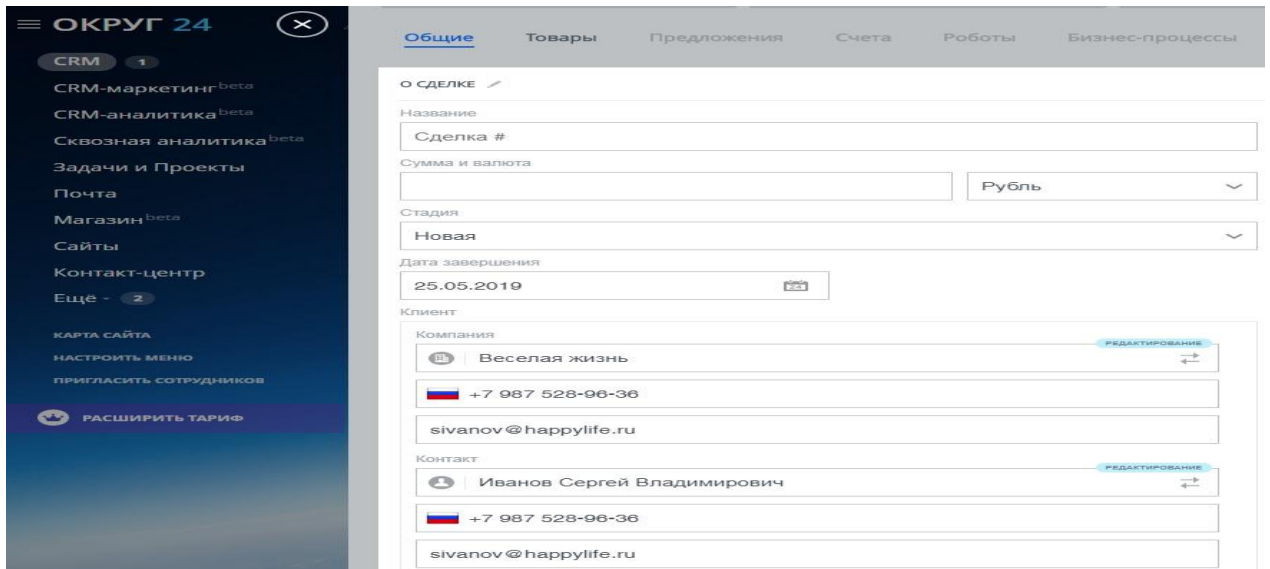 ОКРУГ 24
CRM 1
CRM-маркетинг beta
CRM-аналитика beta
Сквозная аналитика beta
Задачи и Проекты
Почта
Магазин beta
Сайты
Контакт-центр
Ещё - 2
КАРТА САЙТА
НАСТРОИТЬ МЕНЮ
ПРИГЛАСИТЬ СОТРУДНИКОВ
РАСШИРИТЬ ТАРИФ
Общие Товары Предложения Счета Роботы Бизнес-процессы
О СДЕЛКЕ
Название
Сделка #
Сумма и валюта
Рубль
Стадия
Новая
Дата завершения
25.05.2019 24
Клиент
Компания
РЕДАКТИРОВАНИЕ
Веселая жизнь
+7 987 528-96-36
sivanov@happylife.ru
Контакт
РЕДАКТИРОВАНИЕ
Иванов Сергей Владимирович
+7 987 528-96-36
sivanov@happylife.ru